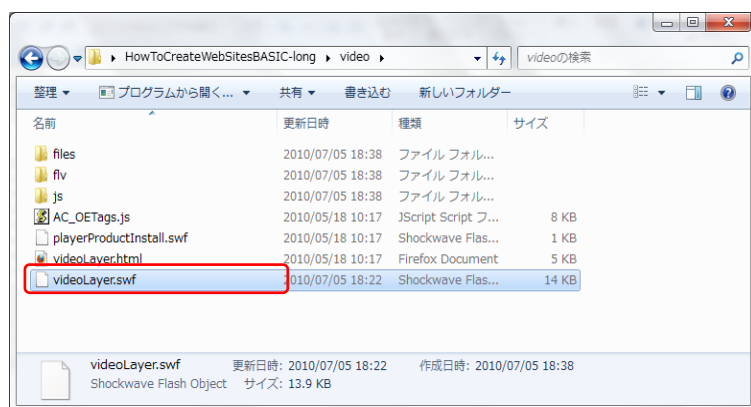 HowToCreateWebSitesBASIC-long ▸ video ▸ videoの検索
整理 ▼ プログラムから開く... ▼ 共有 ▼ 書き込む 新しいフォルダー
名前 更新日時 種類 サイズ
files 2010/07/05 18:38 ファイル フォル...
flv 2010/07/05 18:38 ファイル フォル...
js 2010/07/05 18:38 ファイル フォル...
AC_OETags.js 2010/05/18 10:17 JScript Script フ... 8 KB
playerProductInstall.swf 2010/05/18 10:17 Shockwave Flas... 1 KB
videoLayer.html 2010/05/18 10:17 Firefox Document 5 KB
videoLayer.swf 2010/07/05 18:22 Shockwave Flas... 14 KB
videoLayer.swf 更新日時: 2010/07/05 18:22 作成日時: 2010/07/05 18:38
Shockwave Flash Object サイズ: 13.9 KB